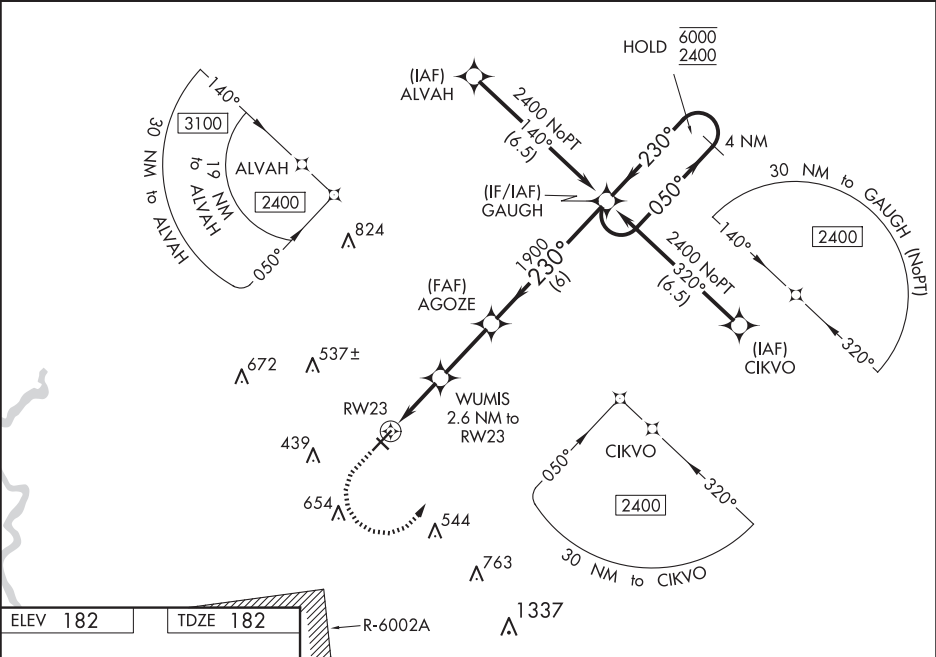 HOLD 6000
2400
(IAF)
ALVAH
2400 NoPT
140°
(6.5)
230°
050°
4 NM
(IF/IAF)
GAUGH
140°
3100
30 NM to ALVAH
19 NM
to ALVAH
ALVAH
2400
050°
824
1900
230°
(6)
2400 NoPT
320°
(6.5)
(IAF)
CIKVO
30 NM to GAUGH (NoPT)
2400
140°
320°
(FAF)
AGOZE
672
537±
WUMIS
2.6 NM to
RW23
RW23
439
654
544
763
1337
CIKVO
050°
320°
2400
30 NM to CIKVO
ELEV 182
TDZE 182
R-6002A